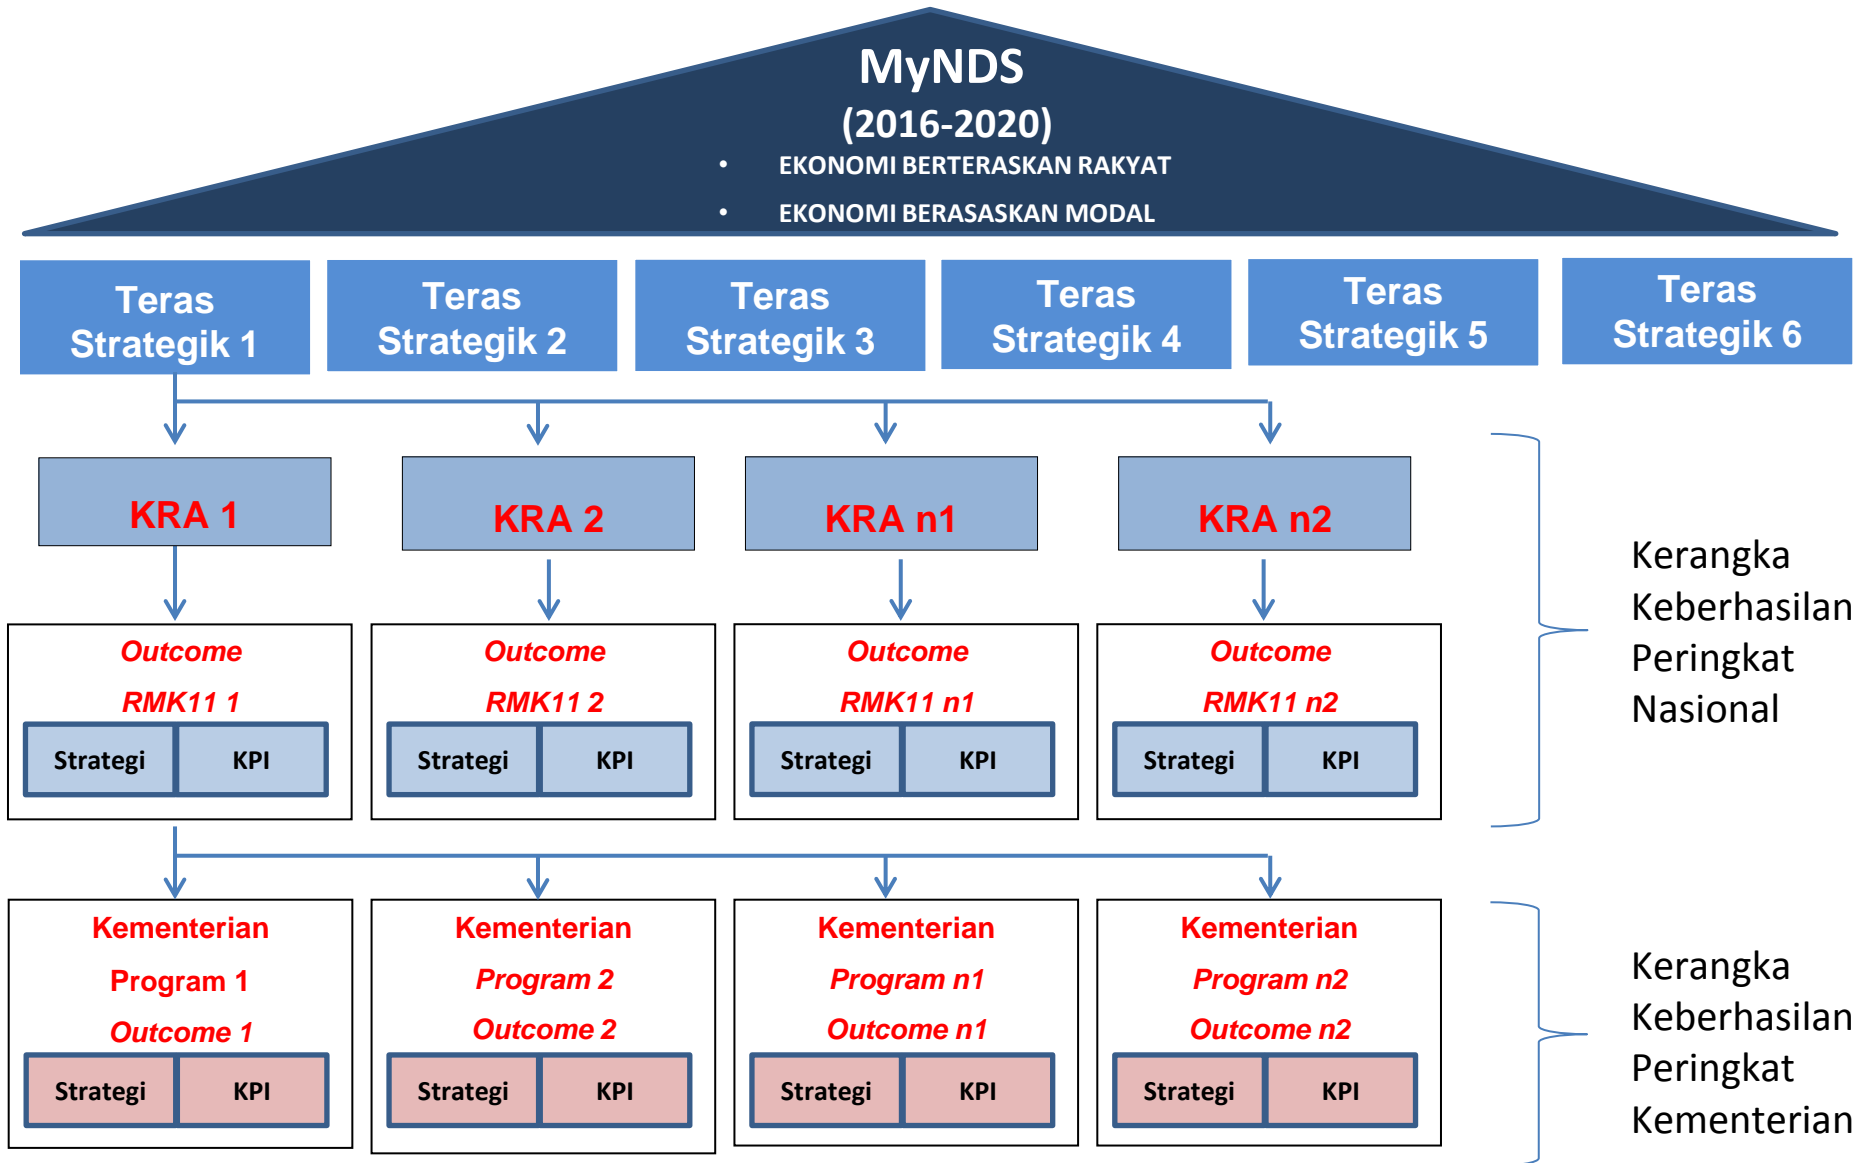 MyNDS
(2016-2020)
• EKONOMI BERTERASKAN RAKYAT
• EKONOMI BERASASKAN MODAL
Teras
Strategik 1
Teras
Strategik 2
Teras
Strategik 3
Teras
Strategik 4
Teras
Strategik 5
Teras
Strategik 6
KRA 1
KRA 2
KRA n1
KRA n2
Outcome
RMK11 1
Strategi
KPI
Outcome
RMK11 2
Strategi
KPI
Outcome
RMK11 n1
Strategi
KPI
Outcome
RMK11 n2
Strategi
KPI
Kerangka
Keberhasilan
Peringkat
Nasional
Kementerian
Program 1
Outcome 1
Strategi
KPI
Kementerian
Program 2
Outcome 2
Strategi
KPI
Kementerian
Program n1
Outcome n1
Strategi
KPI
Kementerian
Program n2
Outcome n2
Strategi
KPI
Kerangka
Keberhasilan
Peringkat
Kementerian